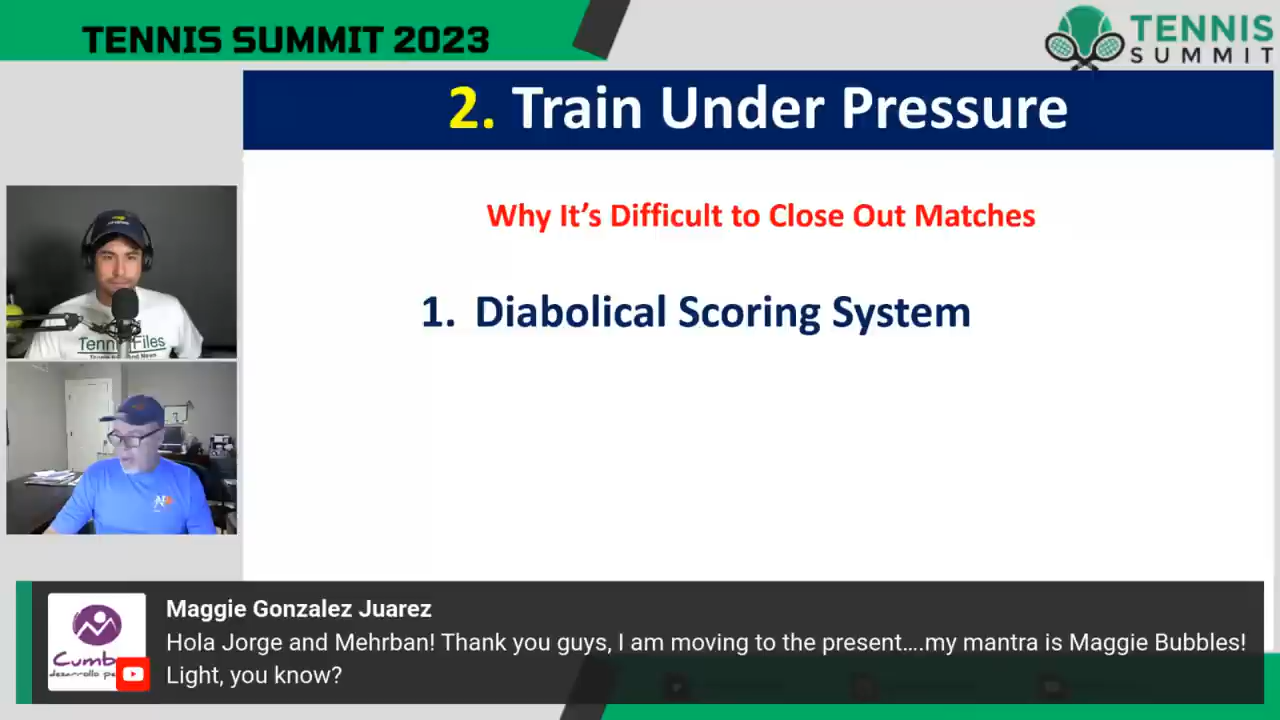 TENNIS SUMMIT 2023
TENNIS
SUMMIT
2. Train Under Pressure
Why It's Difficult to Close Out Matches
1. Diabolical Scoring System
Maggie Gonzalez Juarez
Hola Jorge and Mehrban! Thank you guys, I am moving to the present....my mantra is Maggie Bubbles!
Light, you know?